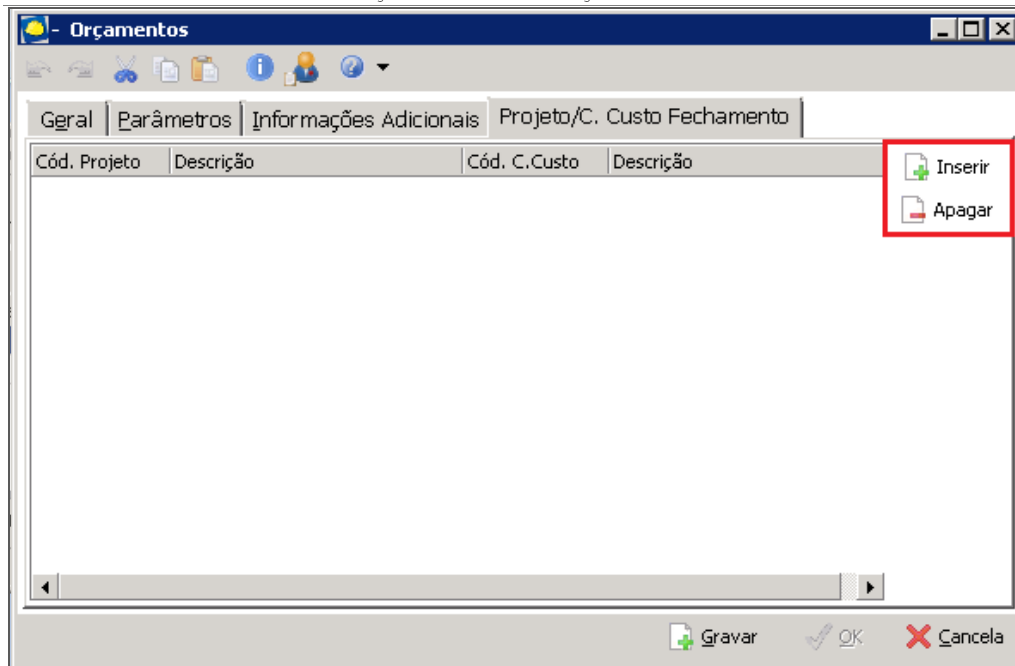 - Orçamentos
Geral Parâmetros Informações Adicionais Projeto/C. Custo Fechamento
Cód. Projeto Descrição Cód. C.Custo Descrição
Inserir
Apagar
Gravar OK Cancela